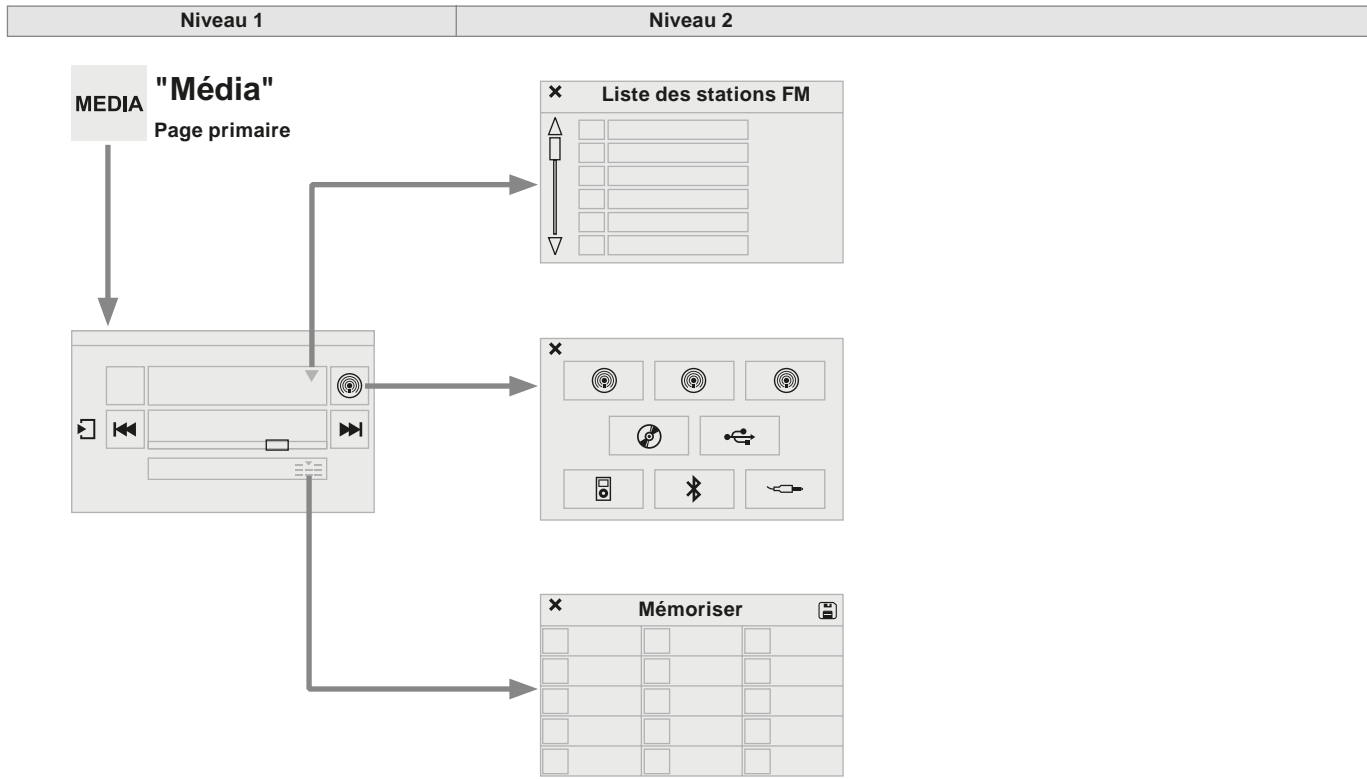 Niveau 1
Niveau 2
MEDIA
"Média"
Page primaire
Liste des stations FM
Mémoriser